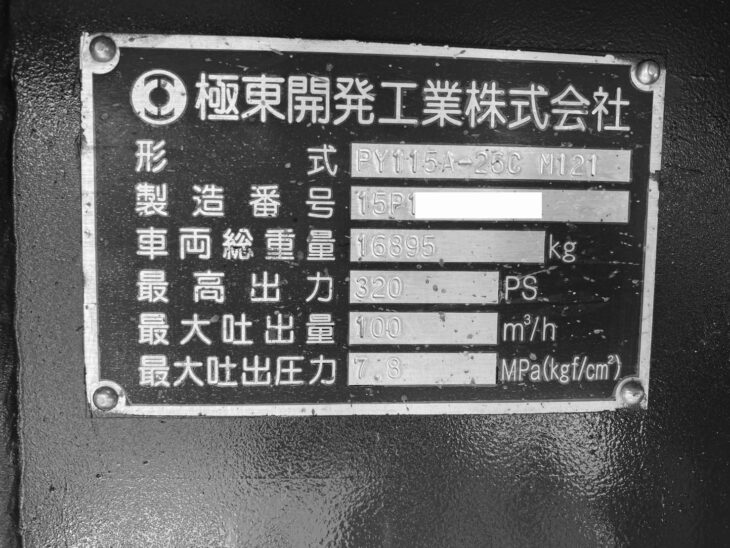 極東開発工業株式会社
形式 PY115A-26C M121
製造番号 15P1
車両総重量 16895 kg
最高出力 320 PS
最大吐出量 100 m³/h
最大吐出圧力 7.8 MPa(kgf/cm²)